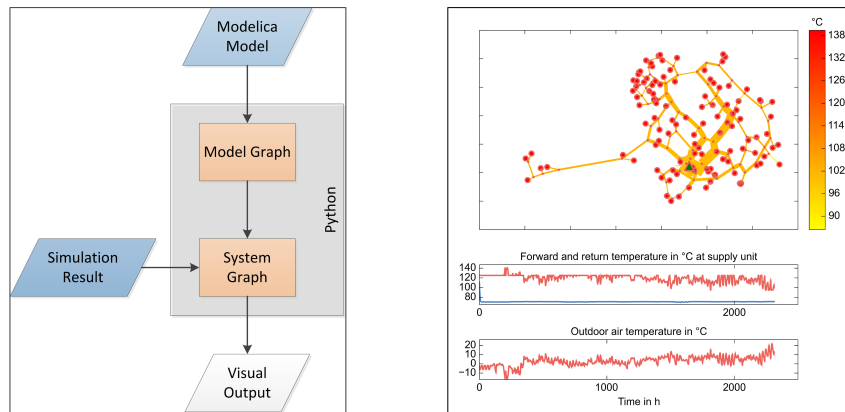 Modelica
Model
Model Graph
Python
Simulation
Result
System
Graph
Visual
Output
°C
138
132
126
120
114
108
102
96
90
Forward and return temperature in °C at supply unit
140
120
100
80
0
2000
Outdoor air temperature in °C
20
10
0
−10
0
1000
2000
Time in h